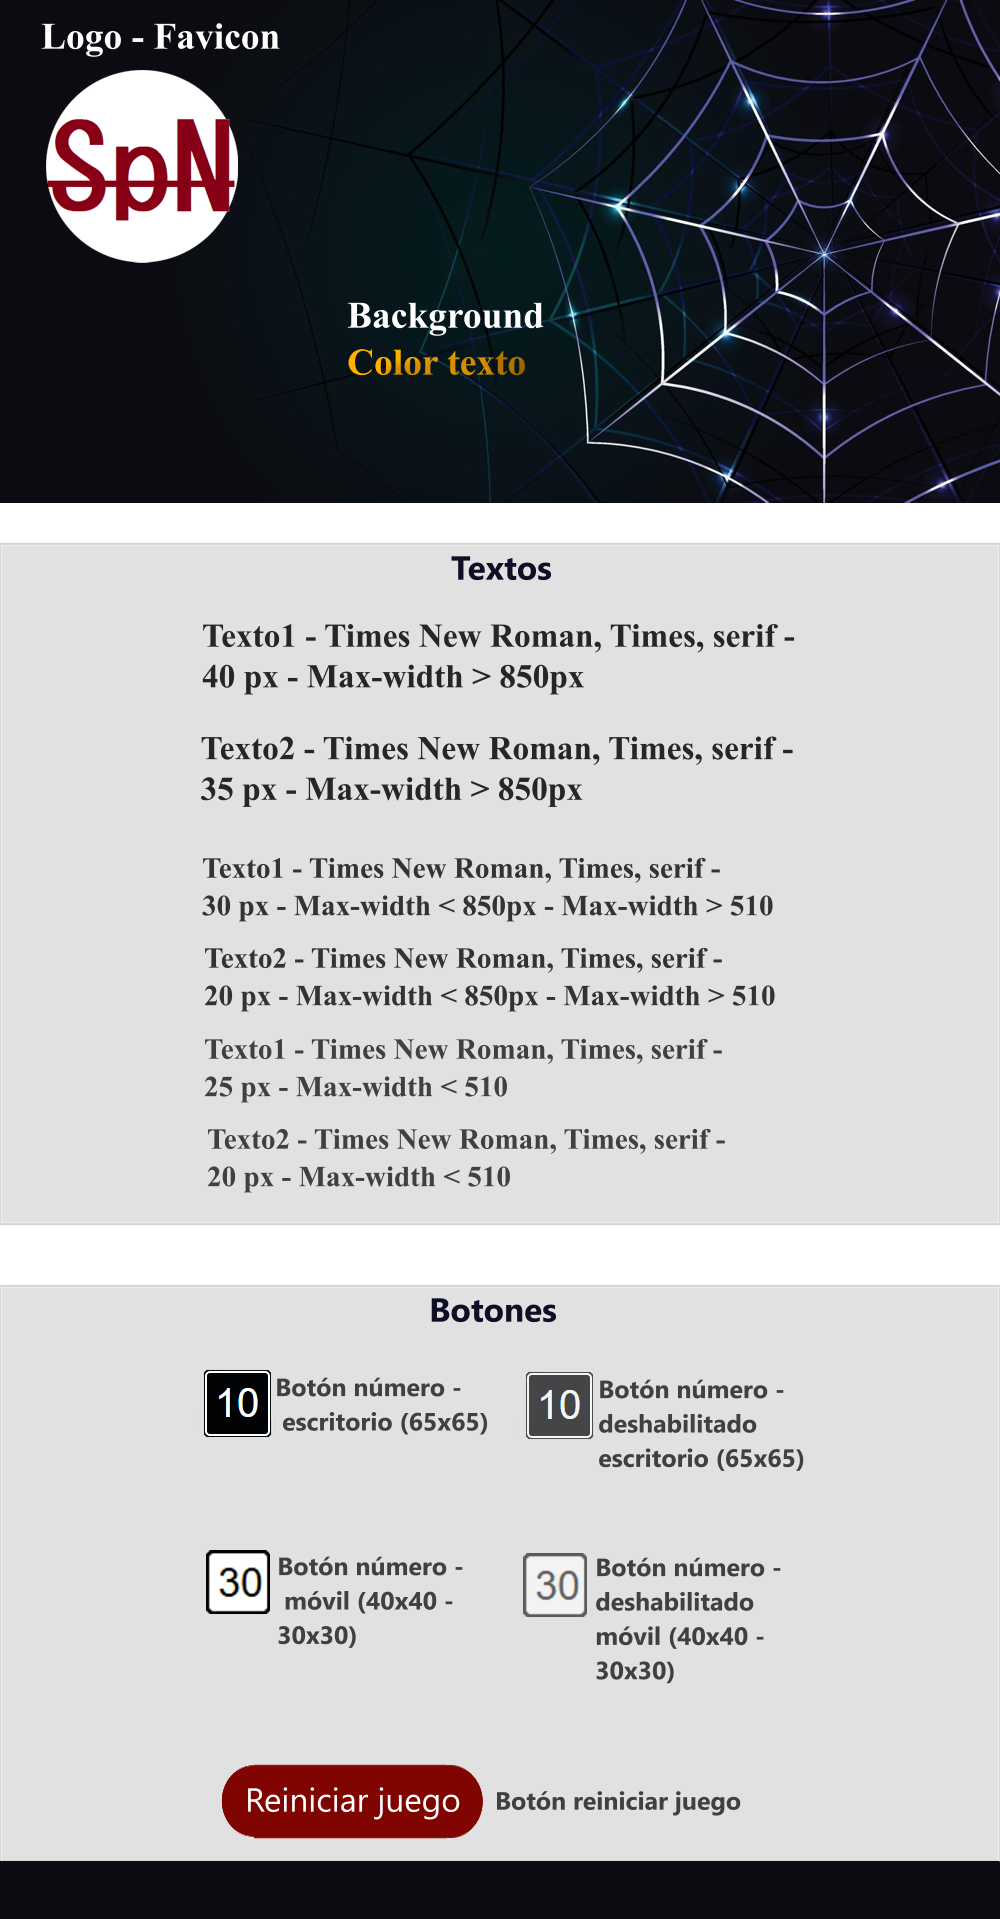 Logo - Favicon
SpN
Background
Color texto
Textos
Texto1 - Times New Roman, Times, serif -
40 px - Max-width > 850px
Texto2 - Times New Roman, Times, serif -
35 px - Max-width > 850px
Texto1 - Times New Roman, Times, serif -
30 px - Max-width < 850px - Max-width > 510
Texto2 - Times New Roman, Times, serif -
20 px - Max-width < 850px - Max-width > 510
Texto1 - Times New Roman, Times, serif -
25 px - Max-width < 510
Texto2 - Times New Roman, Times, serif -
20 px - Max-width < 510
Botones
10
Botón número -
escritorio (65x65)
10
Botón número -
deshabilitado
escritorio (65x65)
30
Botón número -
móvil (40x40 -
30x30)
30
Botón número -
deshabilitado
móvil (40x40 -
30x30)
Reiniciar juego
Botón reiniciar juego